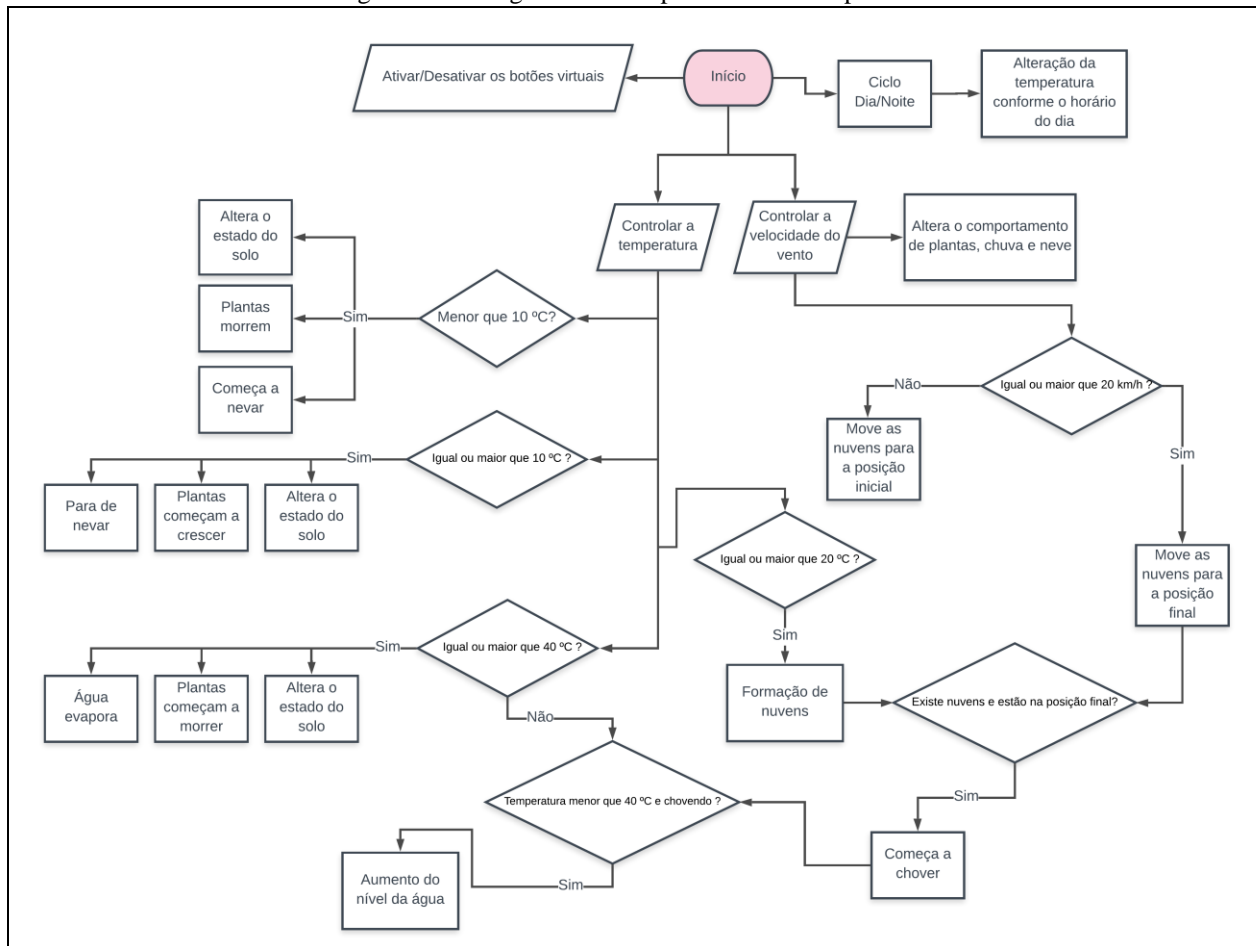 Ativar/Desativar os botões virtuais
Início
Ciclo
Dia/Noite
Alteração da
temperatura
conforme o horário
do dia
Controlar a
temperatura
Controlar a
velocidade do
vento
Altera o comportamento
de plantas, chuva e neve
Altera o
estado do
solo
Plantas
morrem
Sim
Menor que 10 ºC?
Começa a
nevar
Igual ou maior que 20 km/h ?
Não
Move as
nuvens para
a posição
inicial
Sim
Igual ou maior que 10 ºC ?
Sim
Para de
nevar
Plantas
começam a
crescer
Altera o
estado do
solo
Igual ou maior que 20 ºC ?
Sim
Move as
nuvens para
a posição
final
Igual ou maior que 40 ºC ?
Sim
Água
evapora
Plantas
começam a
morrer
Altera o
estado do
solo
Formação de
nuvens
Existe nuvens e estão na posição final?
Não
Sim
Temperatura menor que 40 ºC e chovendo ?
Começa a
chover
Sim
Aumento do
nível da água